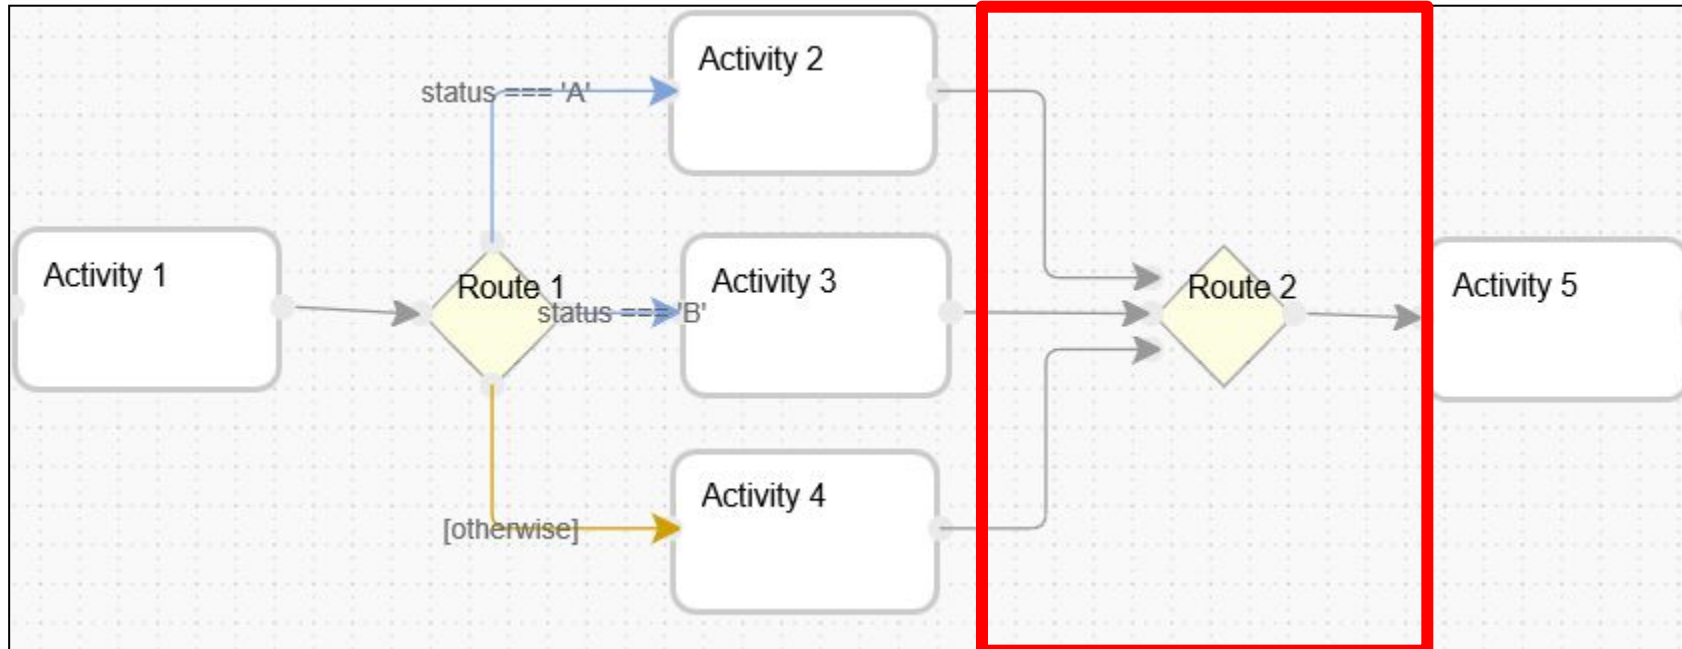 Activity 1
Route 1
status === 'A'
status === 'B'
[otherwise]
Activity 2
Activity 3
Activity 4
Route 2
Activity 5